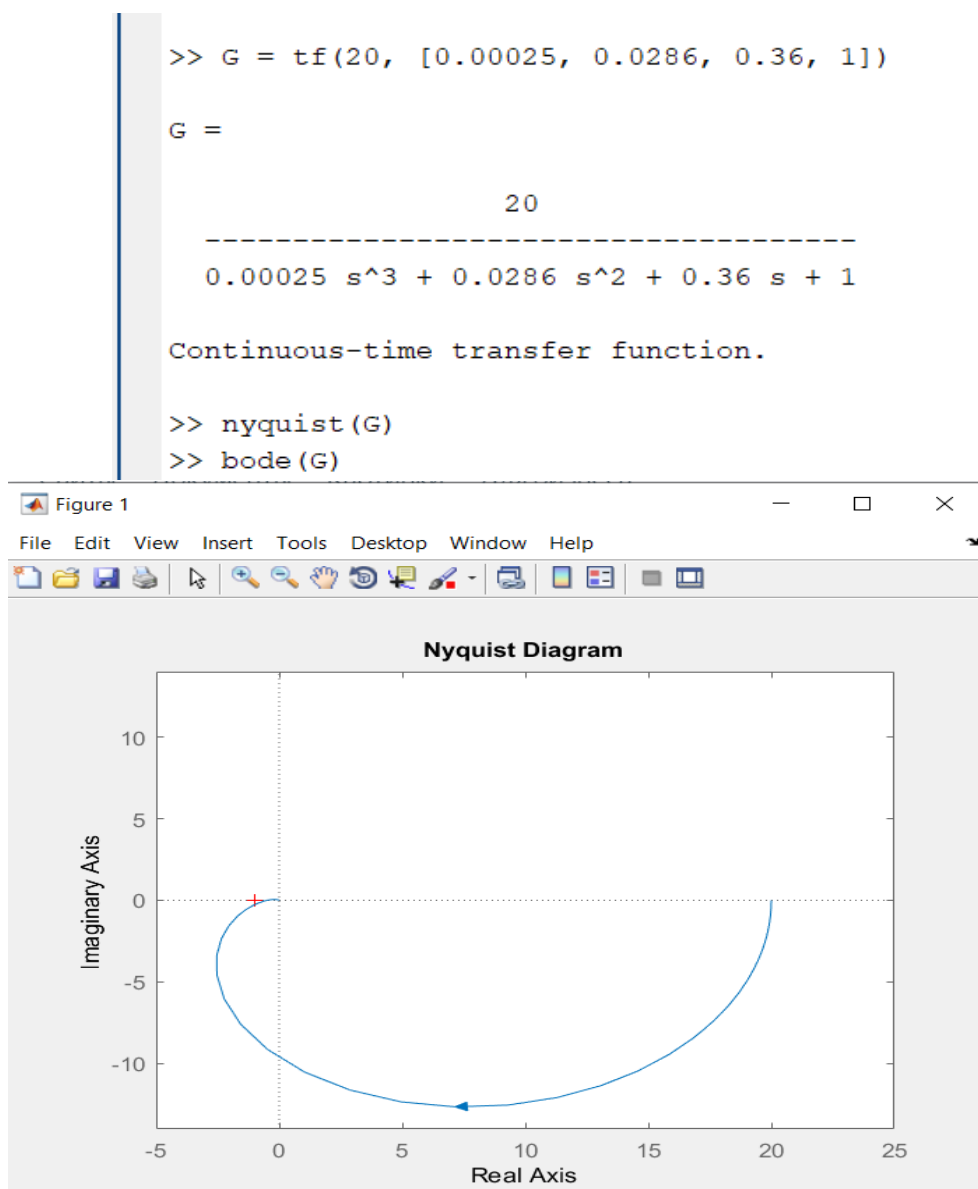 >> G = tf(20, [0.00025, 0.0286, 0.36, 1])
G =
20
---------------------------------------
0.00025 s^3 + 0.0286 s^2 + 0.36 s + 1
Continuous-time transfer function.
>> nyquist(G)
>> bode(G)
Figure 1
File Edit View Insert Tools Desktop Window Help
Nyquist Diagram
10
5
0
-5
-10
Imaginary Axis
-5 0 5 10 15 20 25
Real Axis